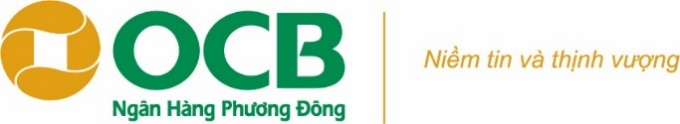 OCB
Ngân Hàng Phương Đông
Niềm tin và thịnh vượng